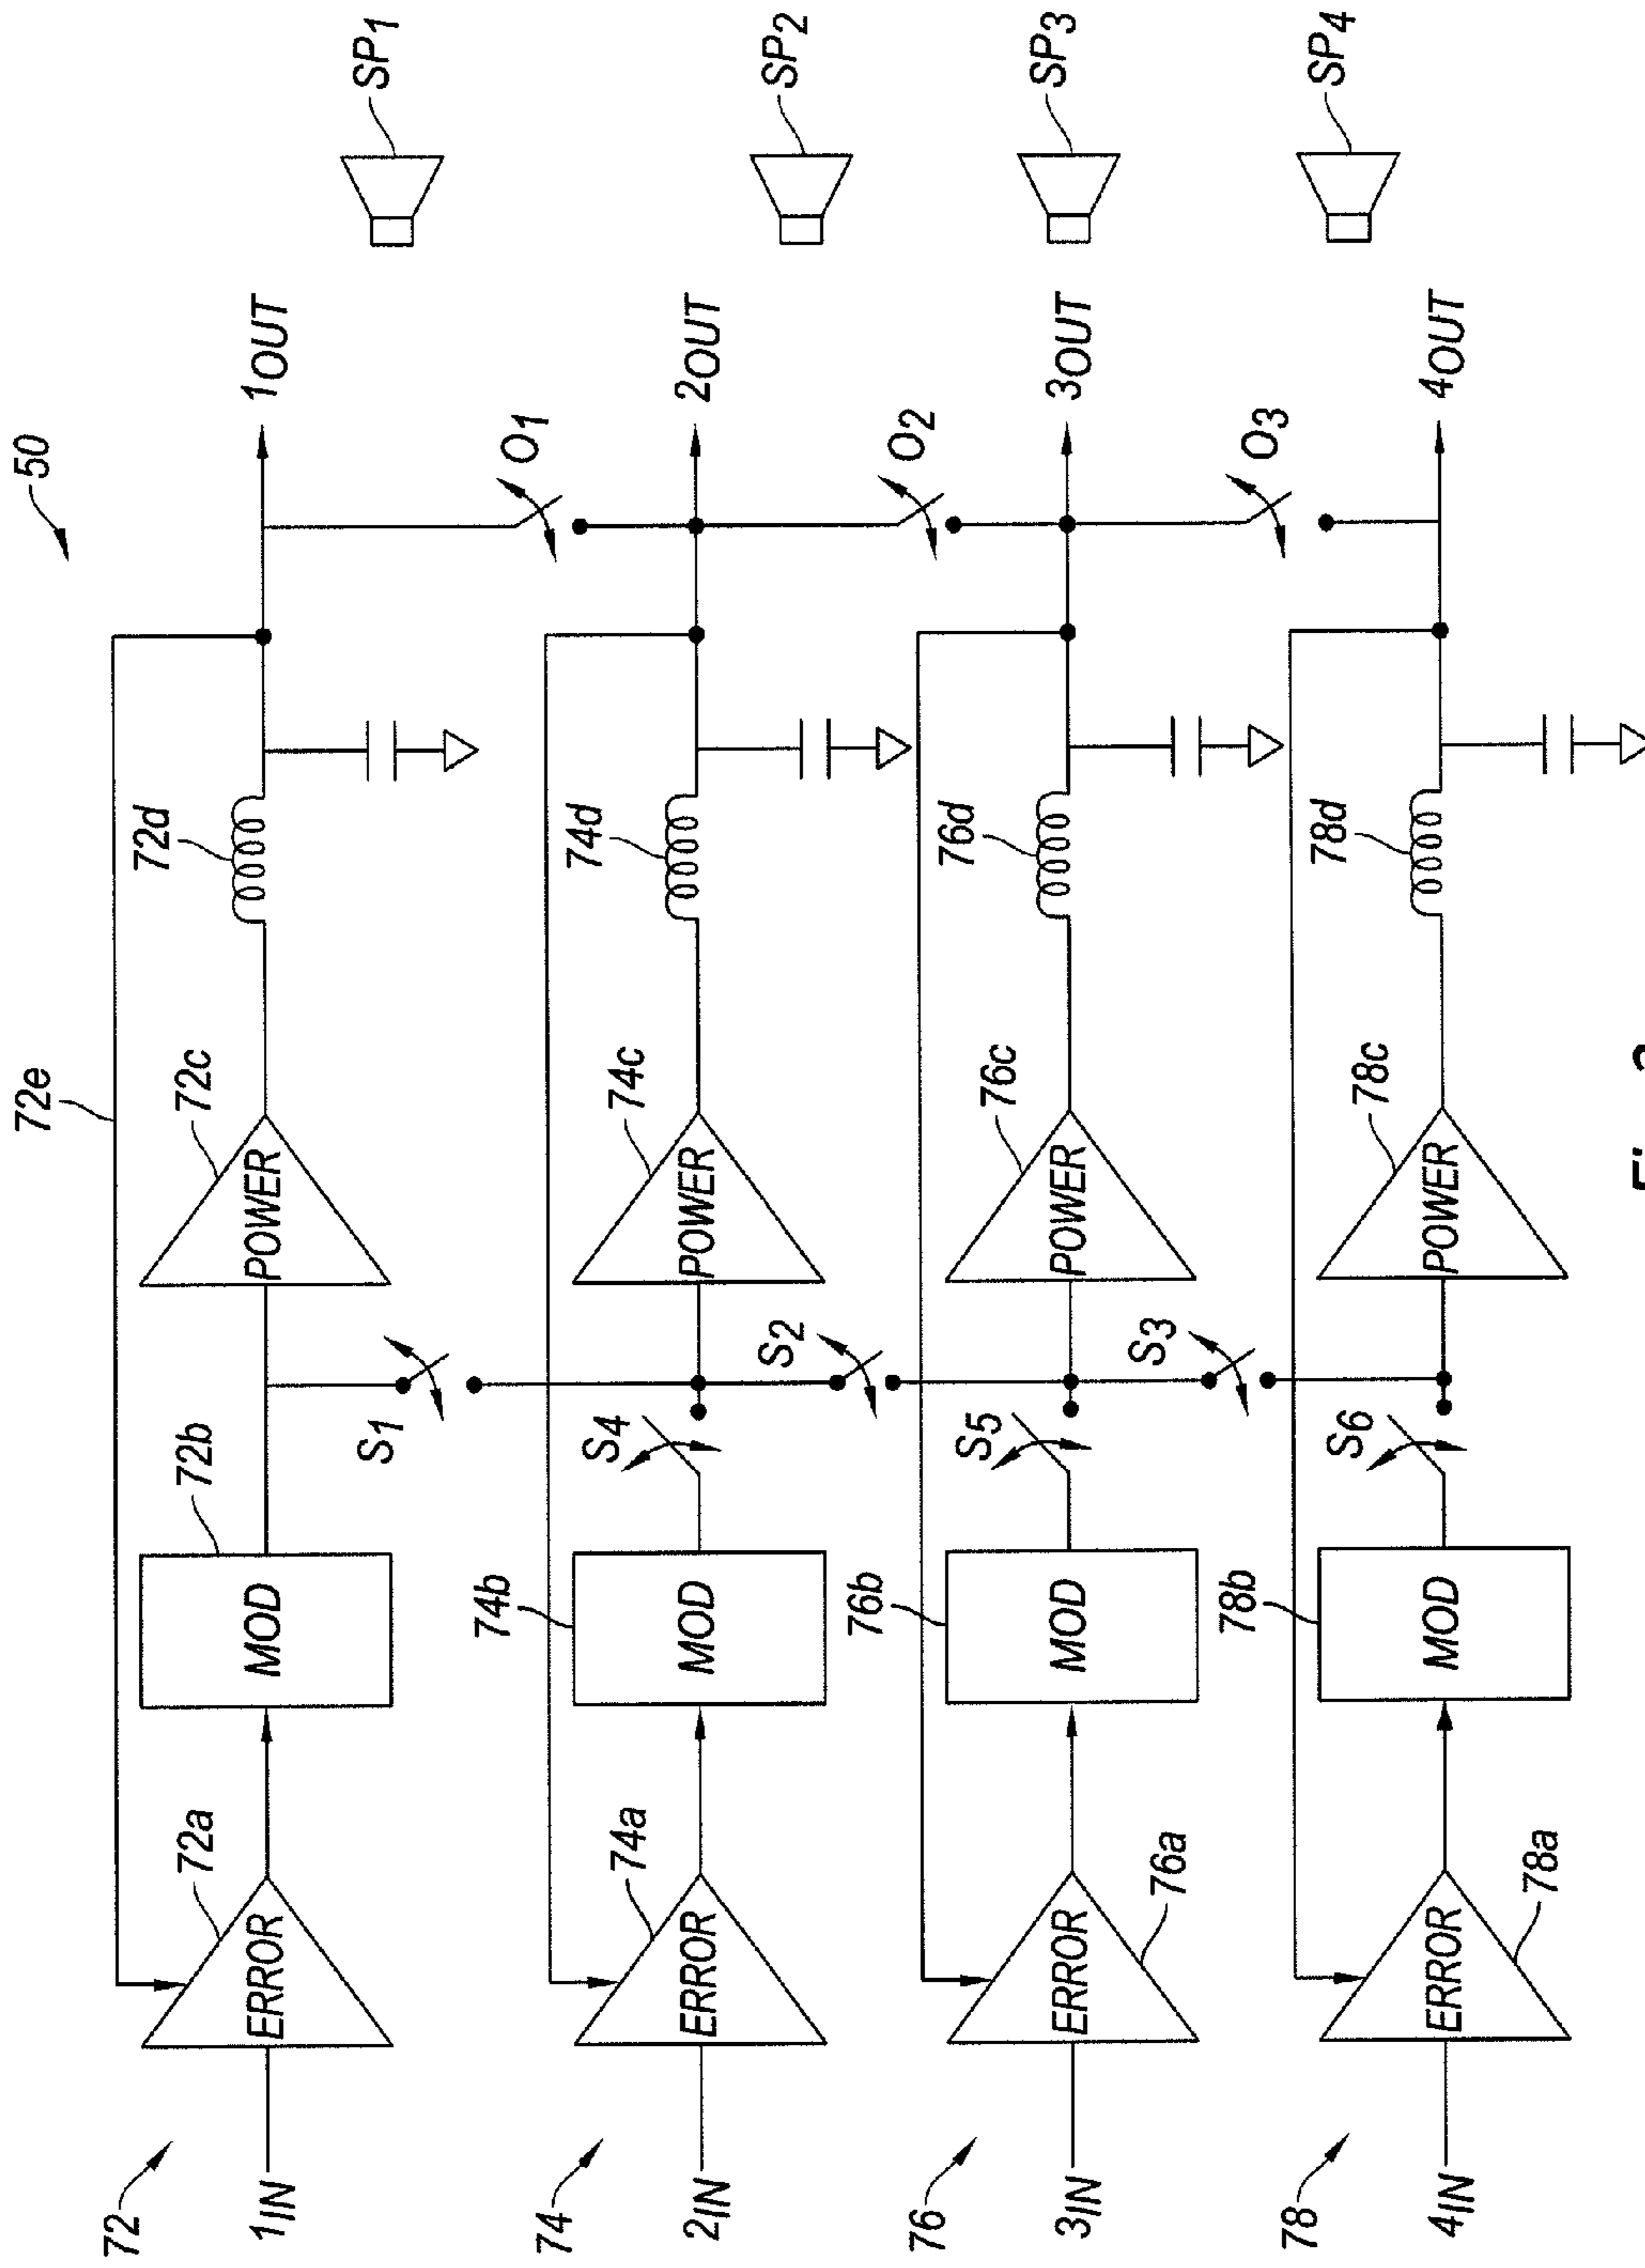 50
72e
72
1IN
72a
ERROR
72b
MOD
S1
72c
POWER
72d
O1
1OUT
SP1
74
2IN
74a
ERROR
74b
MOD
S4
S2
74c
POWER
74d
O2
2OUT
SP2
76
3IN
76a
ERROR
76b
MOD
S5
S3
76c
POWER
76d
O3
3OUT
SP3
78
4IN
78a
ERROR
78b
MOD
S6
78c
POWER
78d
4OUT
SP4